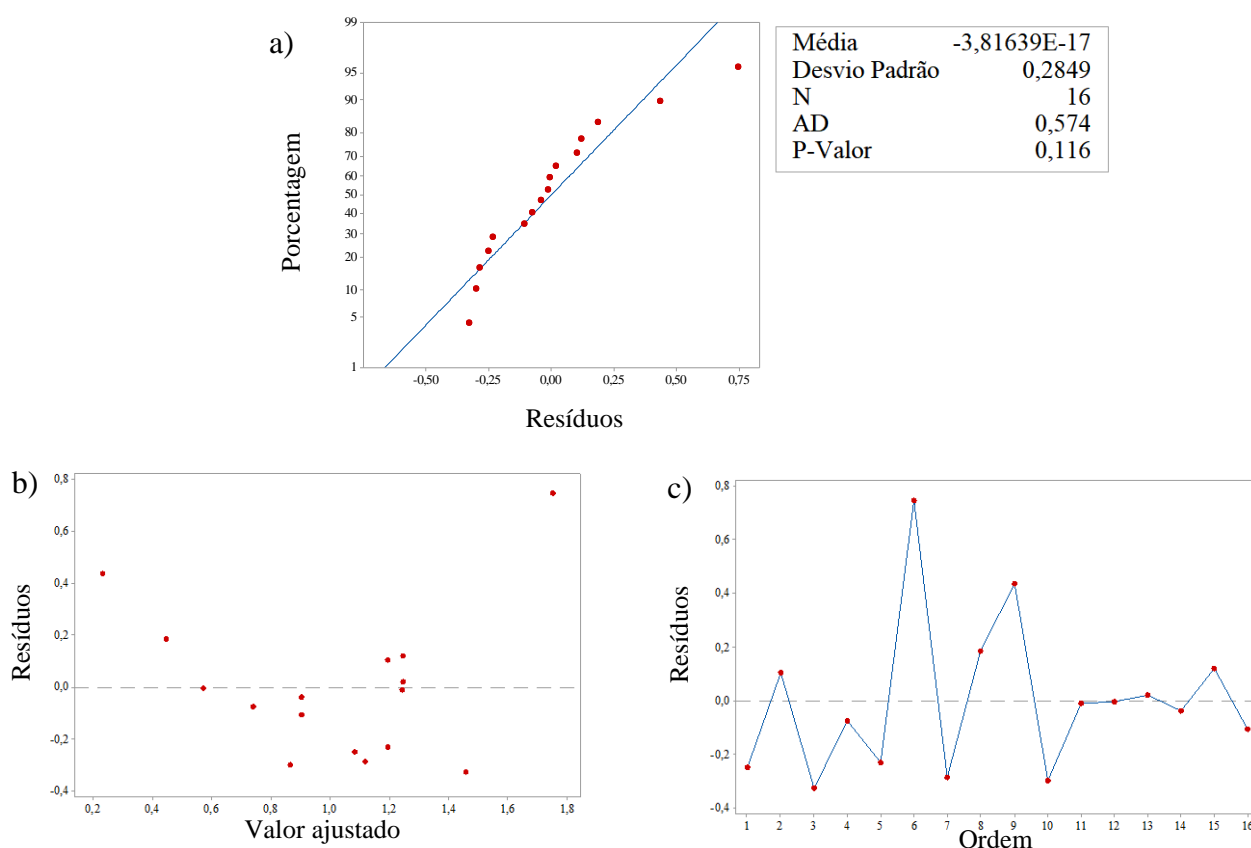 a)
Porcentagem
99
95
90
80
70
60
50
40
30
20
10
5
1
-0,50 -0,25 0,00 0,25 0,50 0,75
Resíduos
Média -3,81639E-17
Desvio Padrão 0,2849
N 16
AD 0,574
P-Valor 0,116
b)
Resíduos
0,8
0,6
0,4
0,2
0,0
-0,2
-0,4
0,2 0,4 0,6 0,8 1,0 1,2 1,4 1,6 1,8
Valor ajustado
c)
Resíduos
0,8
0,6
0,4
0,2
0,0
-0,2
-0,4
1 2 3 4 5 6 7 8 9 10 11 12 13 14 15 16
Ordem